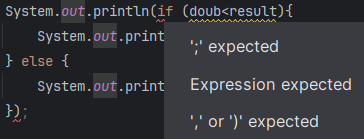 System.out.println(if (doub<result){
System.out.print
} else {
System.out.print
});
';' expected
Expression expected
',' or ')' expected